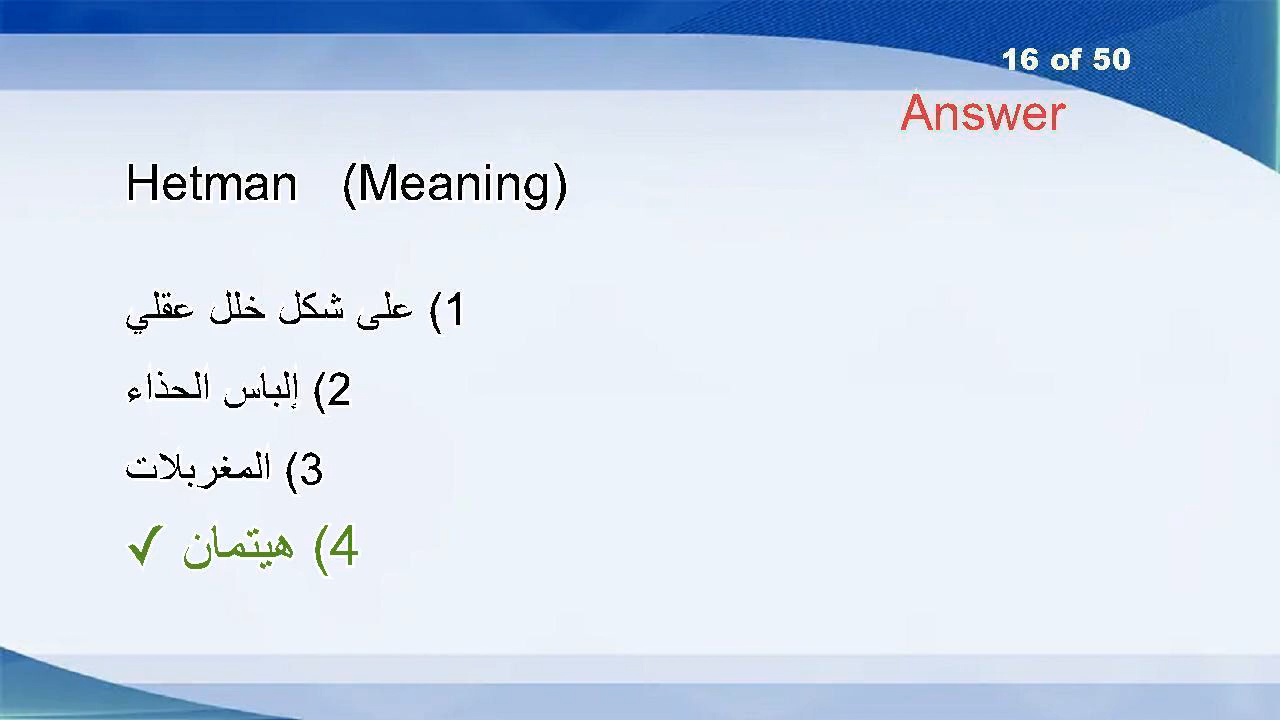 16 of 50
Answer
Hetman (Meaning)
1) على شكل خلل عقلي
2) إلباس الحذاء
3) المغربلات
4) هيتمان ✓